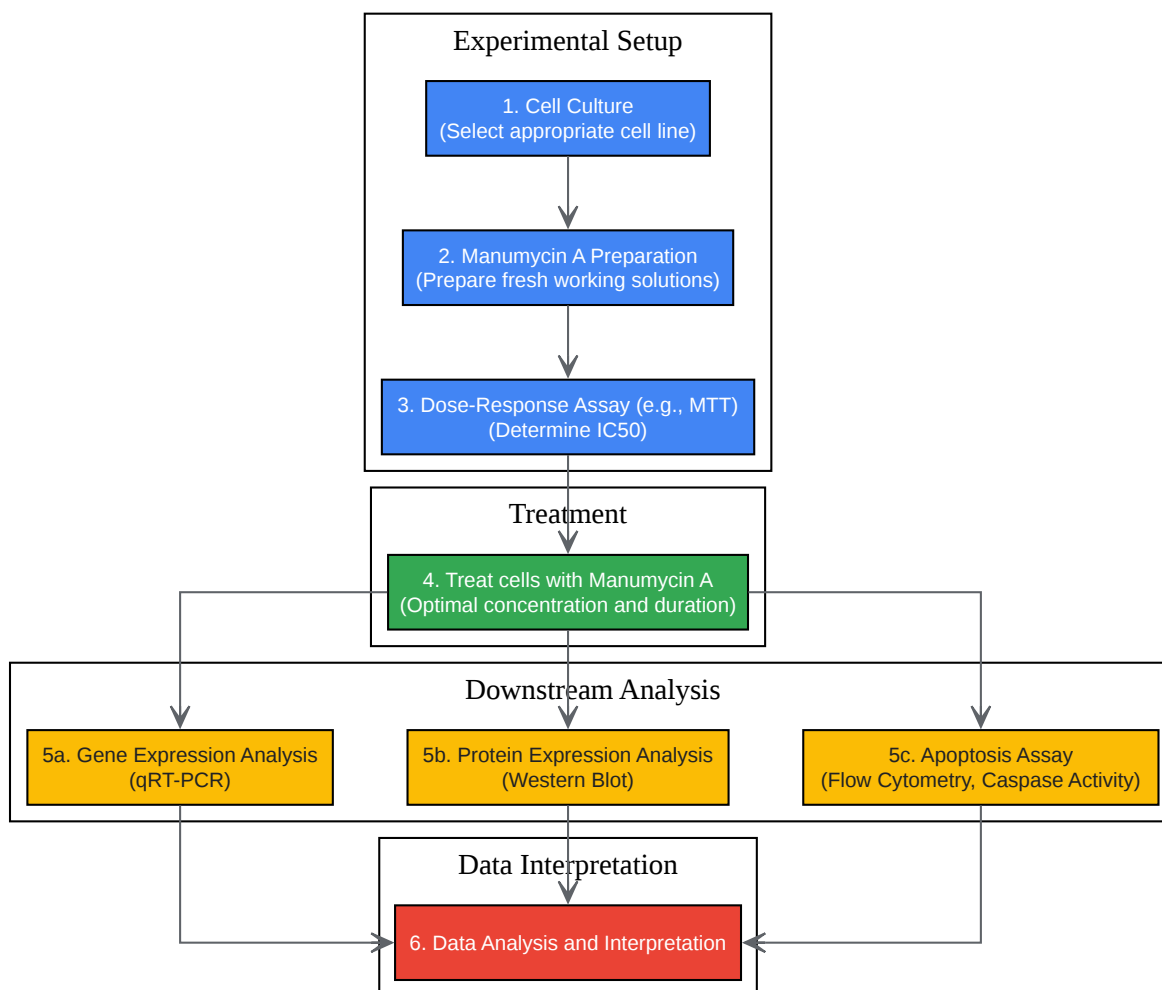 Experimental Setup
1. Cell Culture
(Select appropriate cell line)
2. Manumycin A Preparation
(Prepare fresh working solutions)
3. Dose-Response Assay (e.g., MTT)
(Determine IC50)
Treatment
4. Treat cells with Manumycin A
(Optimal concentration and duration)
Downstream Analysis
5a. Gene Expression Analysis
(qRT-PCR)
5b. Protein Expression Analysis
(Western Blot)
5c. Apoptosis Assay
(Flow Cytometry, Caspase Activity)
Data Interpretation
6. Data Analysis and Interpretation